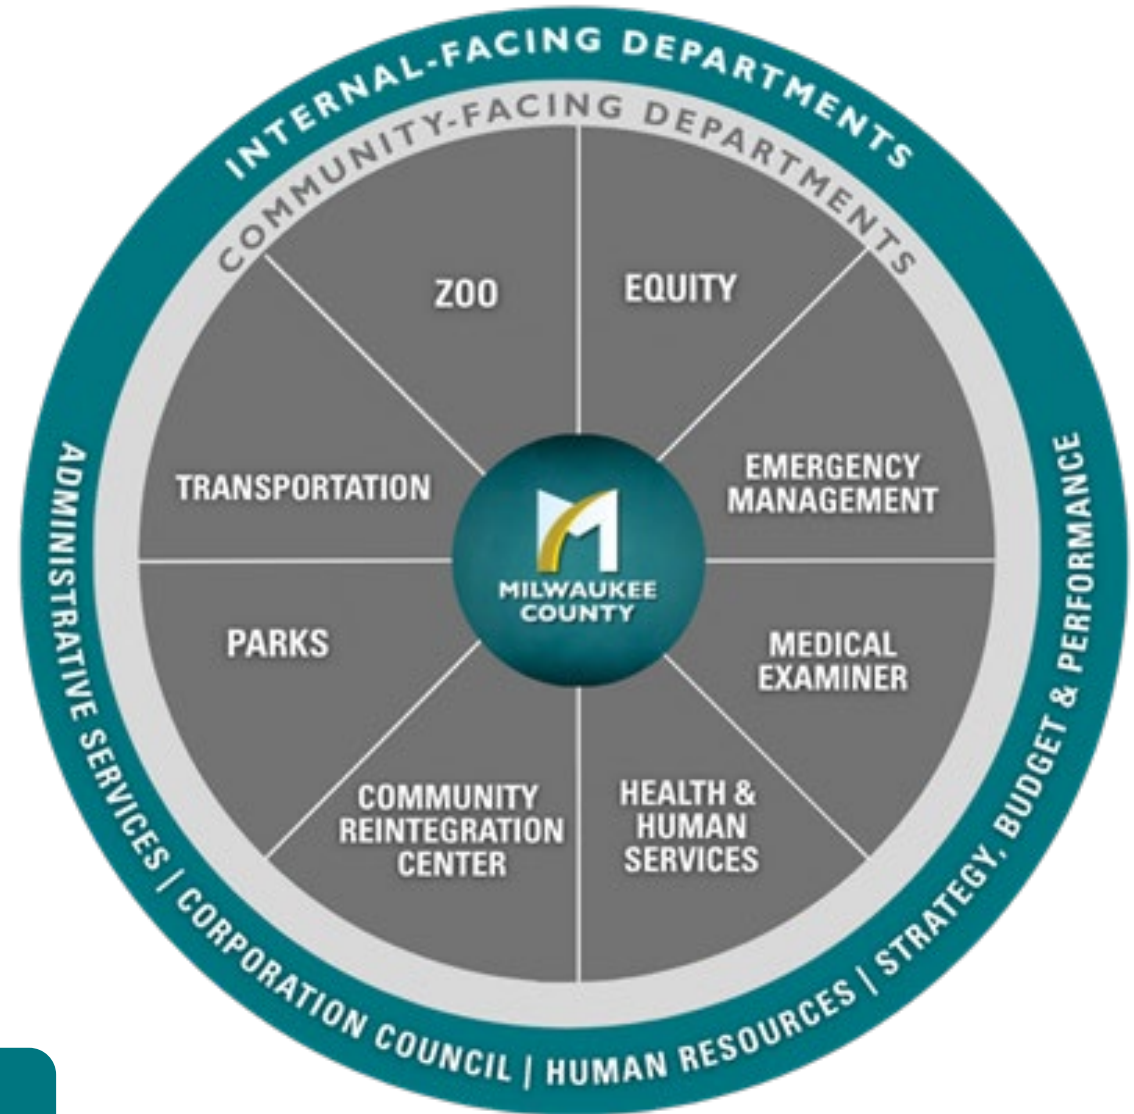 INTERNAL-FACING DEPARTMENTS
COMMUNITY-FACING DEPARTMENTS
ZOO
EQUITY
TRANSPORTATION
EMERGENCY
MANAGEMENT
MILWAUKEE
COUNTY
PARKS
MEDICAL
EXAMINER
COMMUNITY
REINTEGRATION
CENTER
HEALTH &
HUMAN
SERVICES
ADMINISTRATIVE SERVICES | CORPORATION COUNCIL | HUMAN RESOURCES | STRATEGY, BUDGET & PERFORMANCE